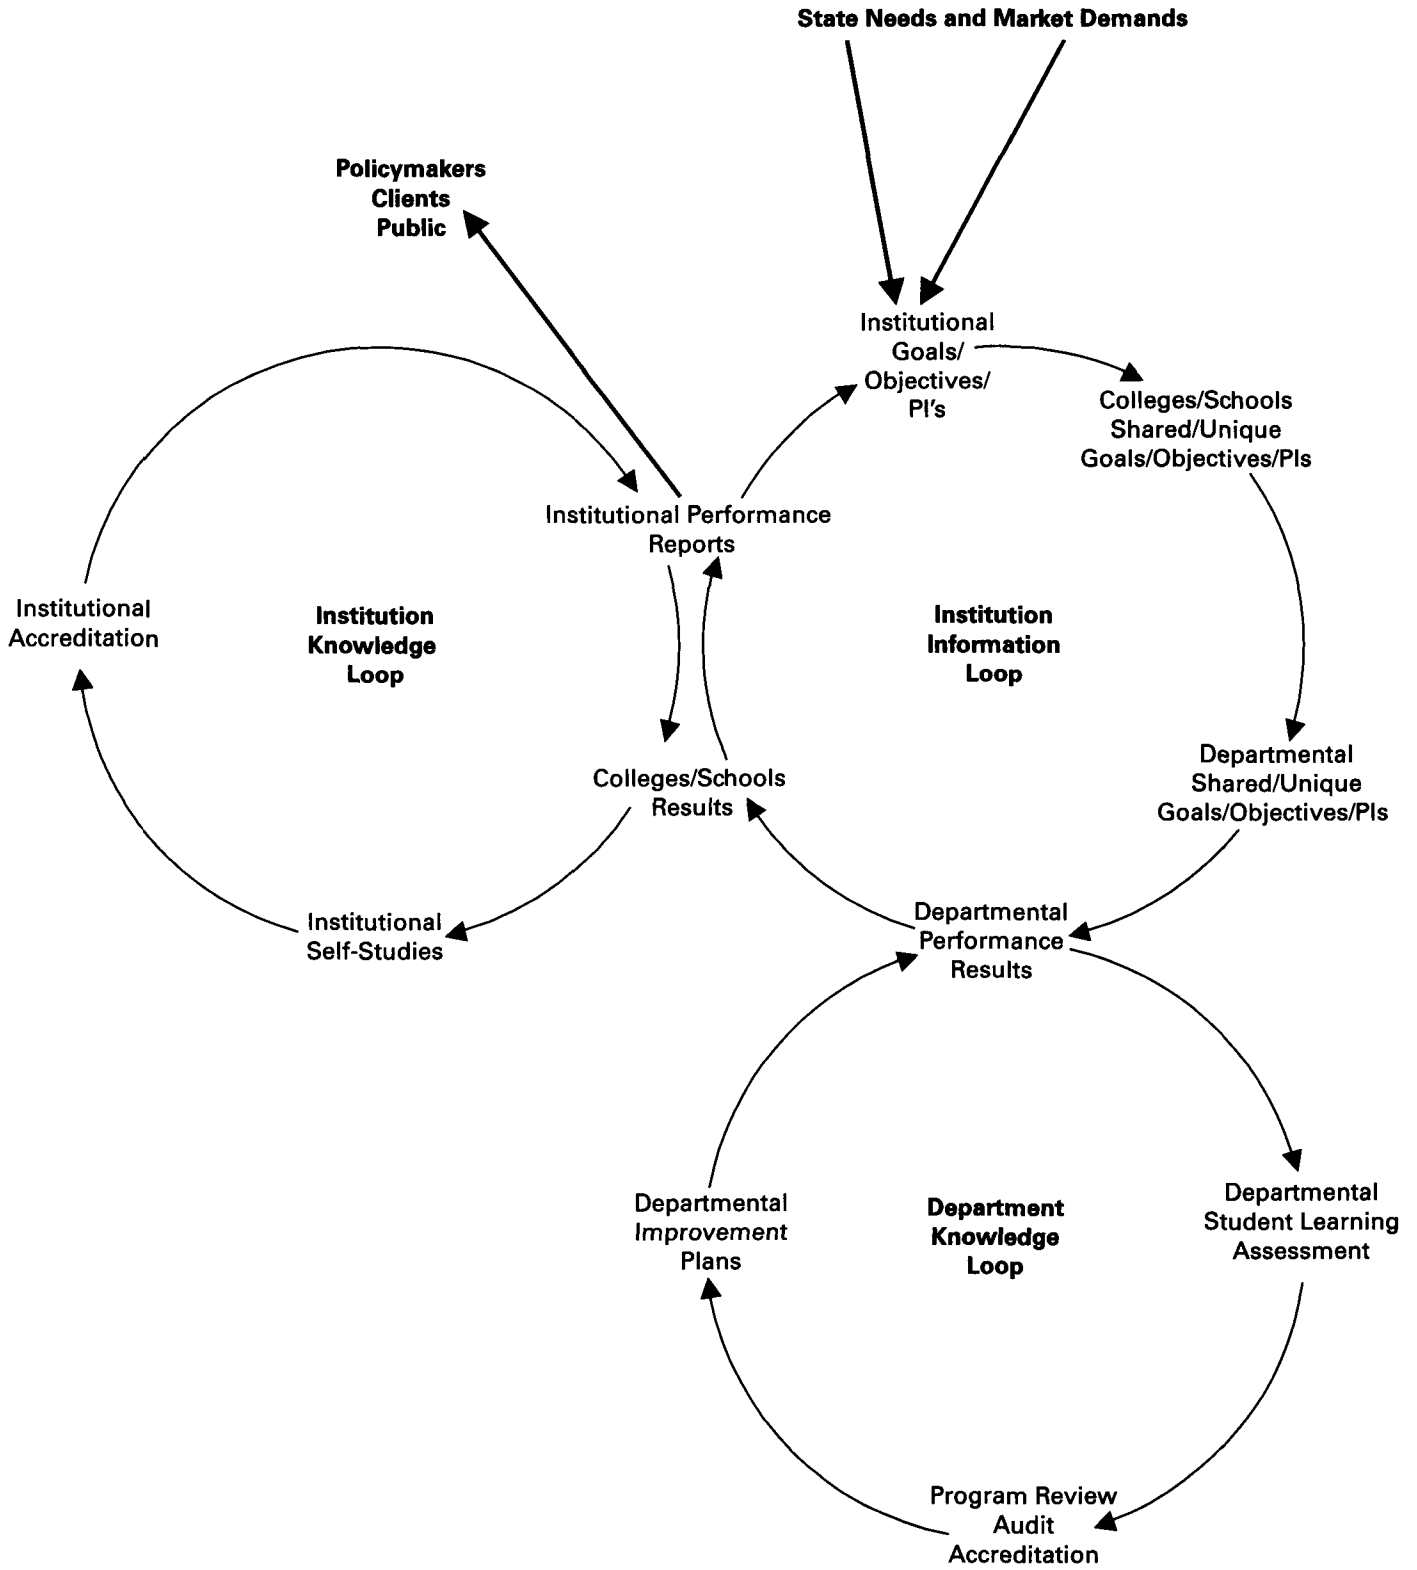 State Needs and Market Demands
Policymakers
Clients
Public
Institutional
Goals/
Objectives/
PI's
Colleges/Schools
Shared/Unique
Goals/Objectives/PIs
Institutional Performance
Reports
Institutional
Accreditation
Institution
Knowledge
Loop
Institution
Information
Loop
Departmental
Shared/Unique
Goals/Objectives/PIs
Colleges/Schools
Results
Institutional
Self-Studies
Departmental
Performance
Results
Departmental
Improvement
Plans
Department
Knowledge
Loop
Departmental
Student Learning
Assessment
Program Review
Audit
Accreditation